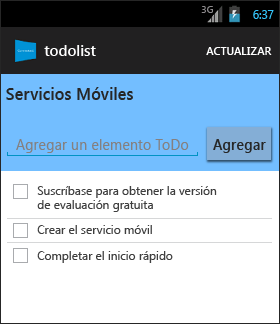 3G 6:37
todolist ACTUALIZAR
Servicios Móviles
Agregar un elemento ToDo Agregar
Suscríbase para obtener la versión
de evaluación gratuita
Crear el servicio móvil
Completar el inicio rápido